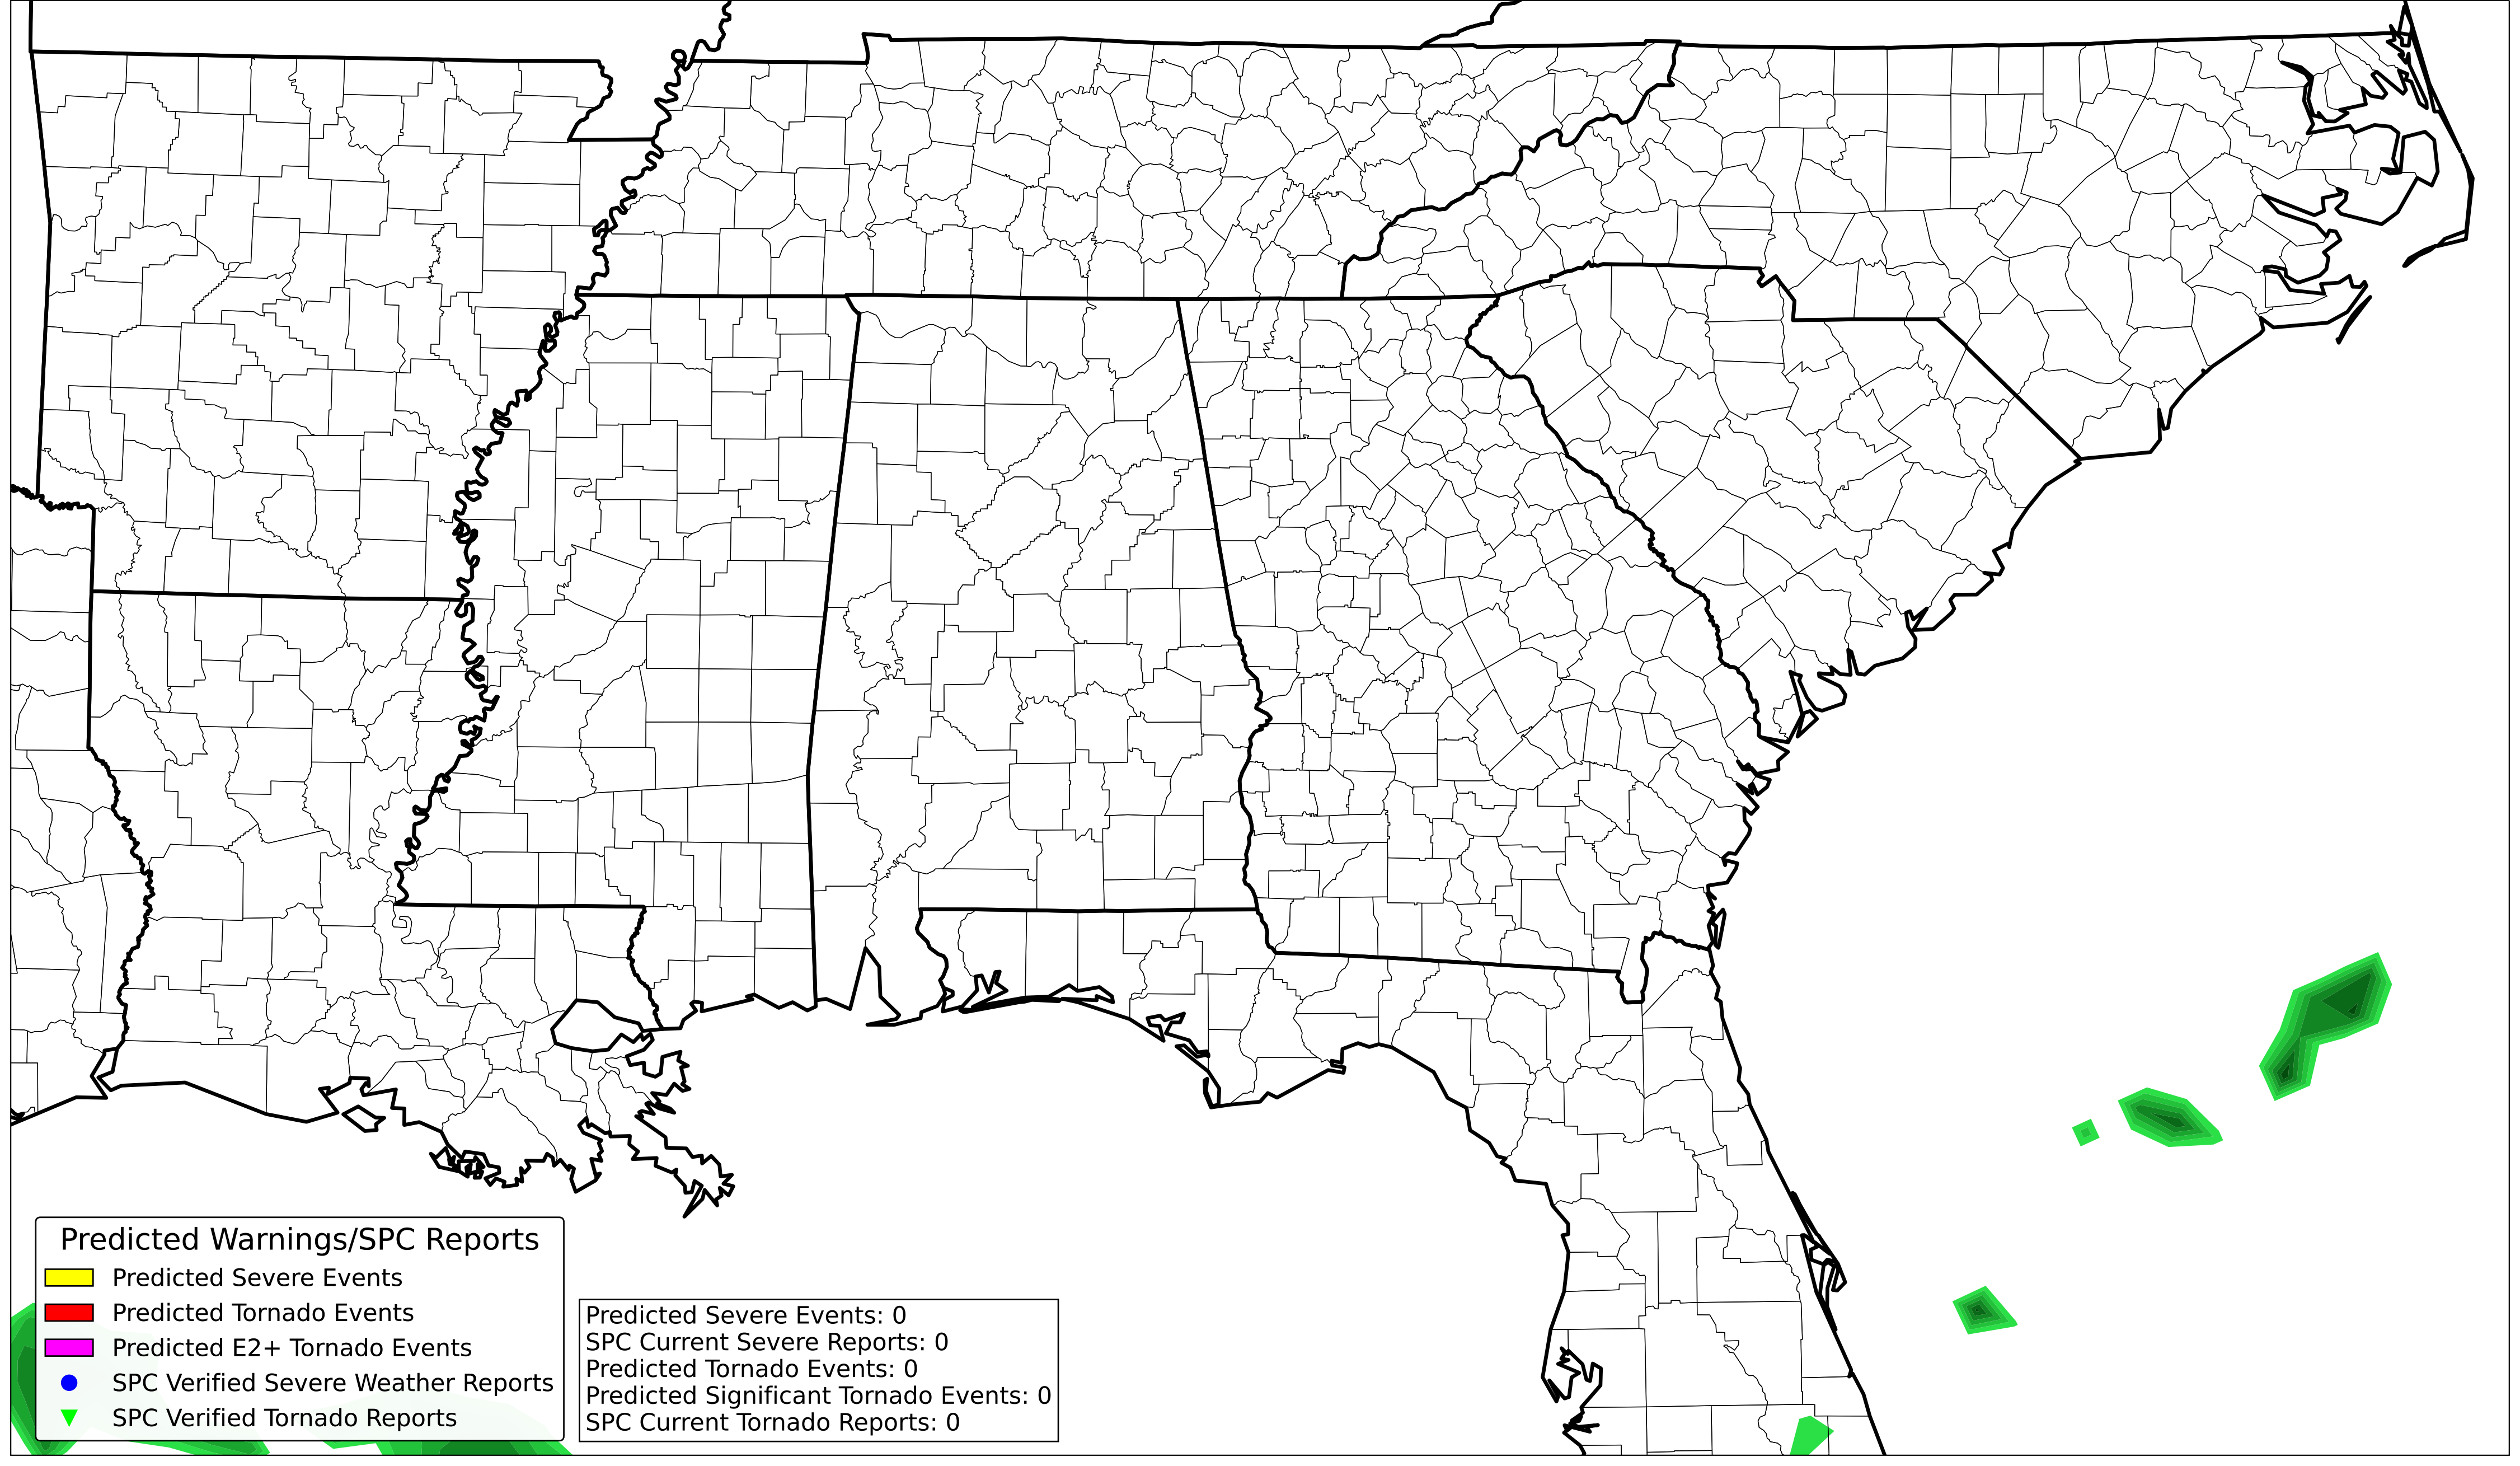 Predicted Warnings/SPC Reports
Predicted Severe Events
Predicted Tornado Events
Predicted E2+ Tornado Events
SPC Verified Severe Weather Reports
SPC Verified Tornado Reports
Predicted Severe Events: 0
SPC Current Severe Reports: 0
Predicted Tornado Events: 0
Predicted Significant Tornado Events: 0
SPC Current Tornado Reports: 0